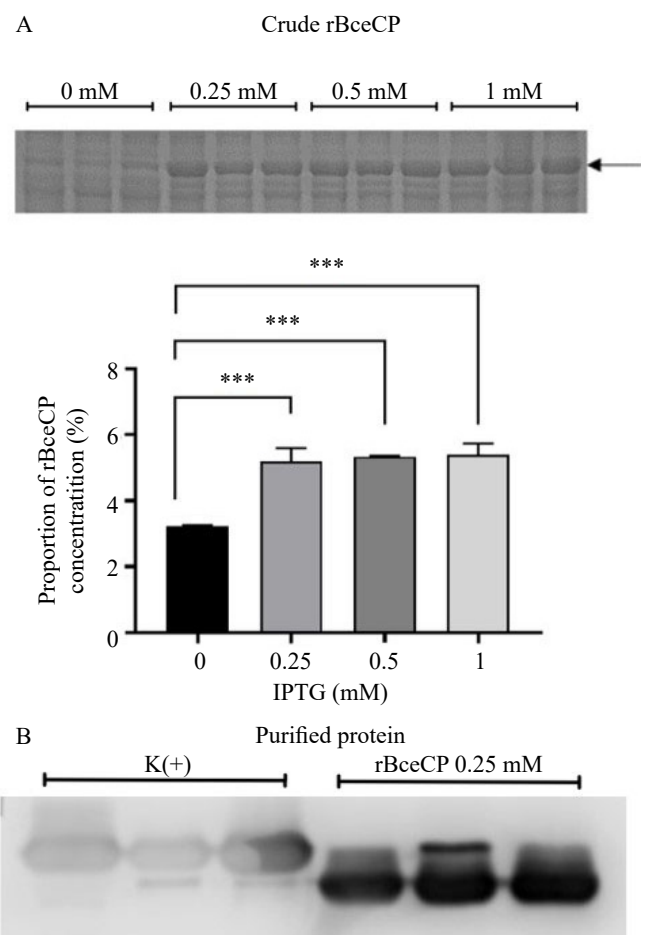 A
Crude rBceCP
0 mM 0.25 mM 0.5 mM 1 mM
***
***
***
8
6
4
2
0
Proportion of rBceCP
concentratition (%)
0 0.25 0.5 1
IPTG (mM)
B
Purified protein
K(+) rBceCP 0.25 mM